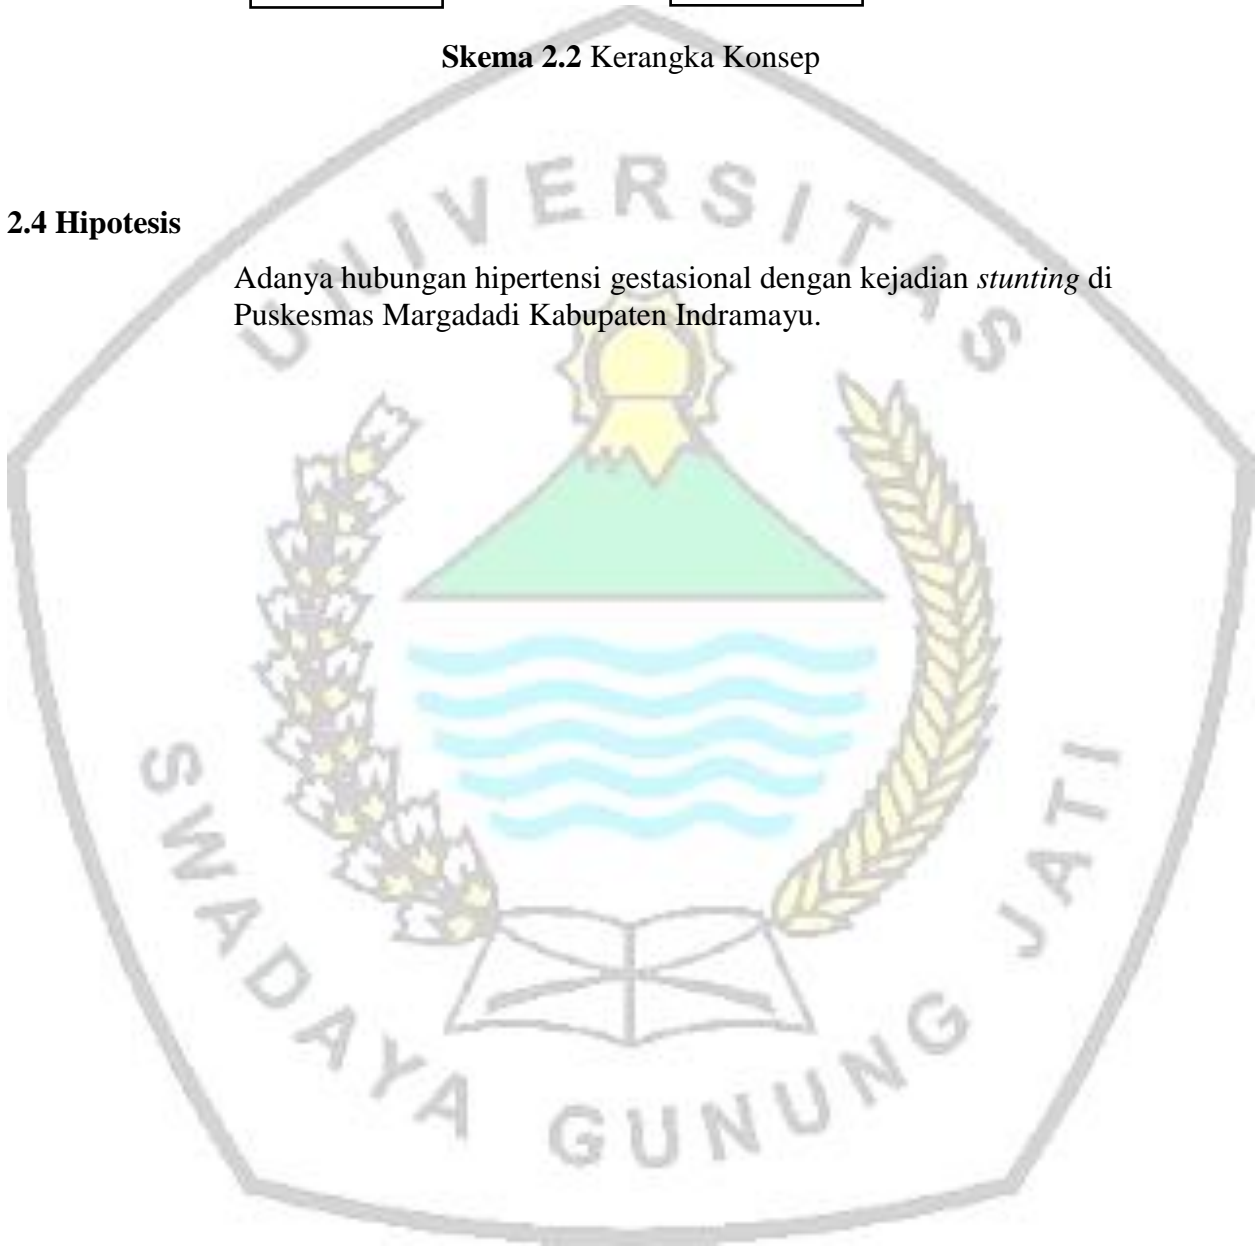 Skema 2.2 Kerangka Konsep
2.4 Hipotesis
Adanya hubungan hipertensi gestasional dengan kejadian stunting di
Puskesmas Margadadi Kabupaten Indramayu.
UNIVERSITAS
SWADAYA GUNUNG JATI